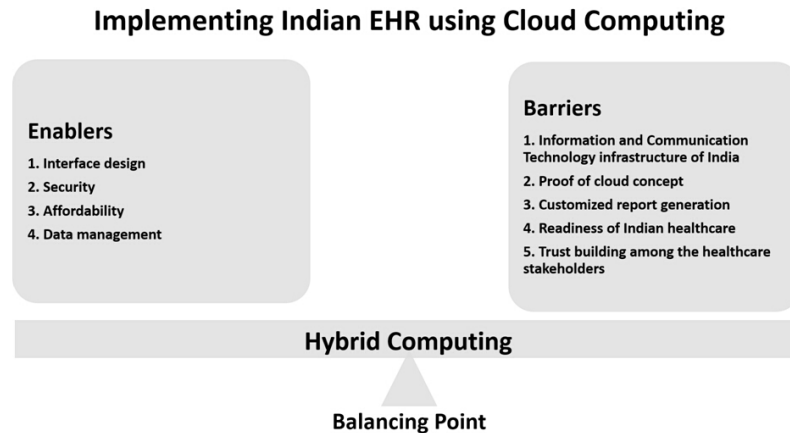 Implementing Indian EHR using Cloud Computing
Enablers
1. Interface design
2. Security
3. Affordability
4. Data management
Barriers
1. Information and Communication
Technology infrastructure of India
2. Proof of cloud concept
3. Customized report generation
4. Readiness of Indian healthcare
5. Trust building among the healthcare
stakeholders
Hybrid Computing
Balancing Point